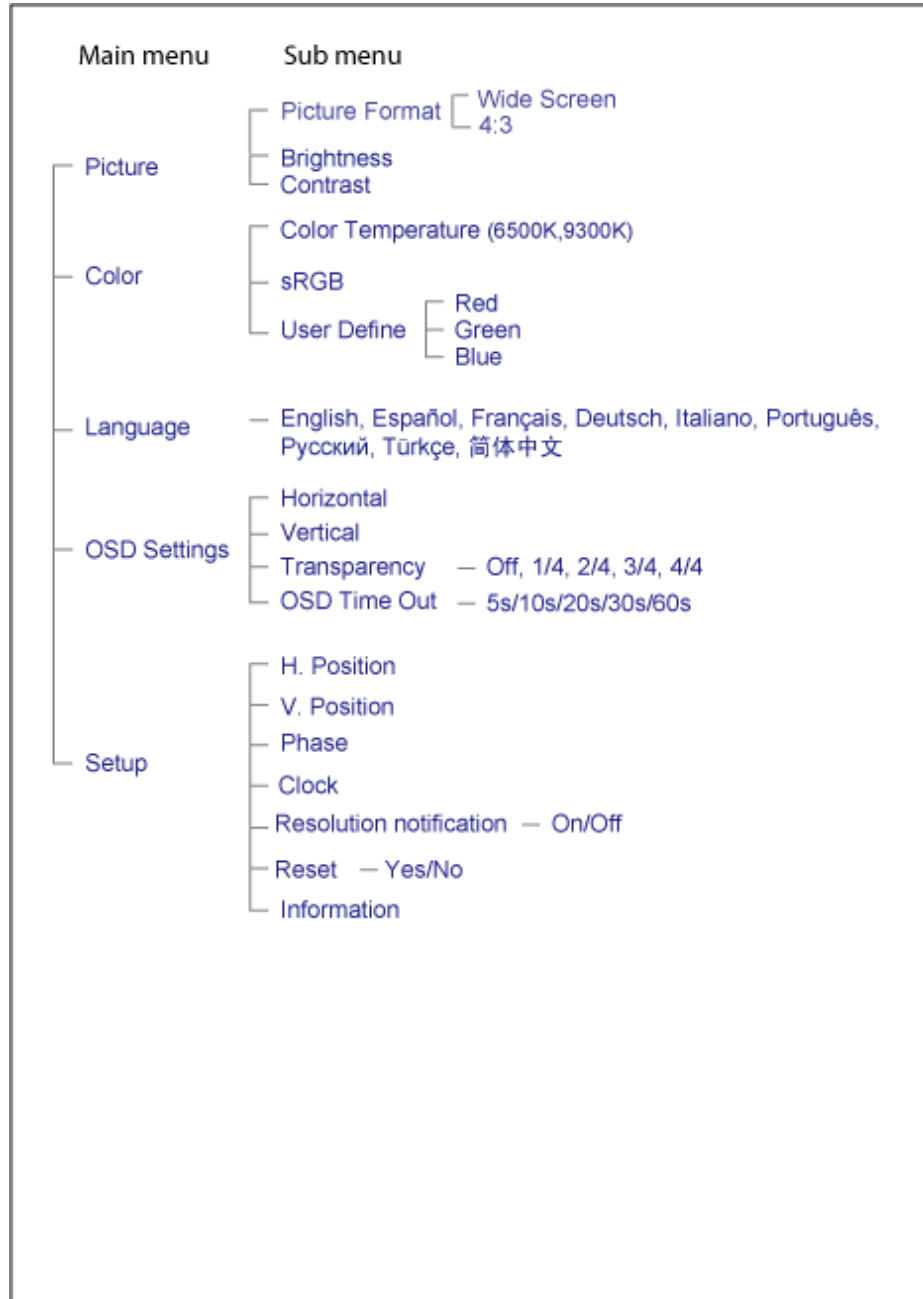 Main menu Sub menu
Picture Format Wide Screen
4:3
Picture Brightness
Contrast
Color Temperature (6500K,9300K)
Color sRGB
Red
User Define Green
Blue
Language English, Español, Français, Deutsch, Italiano, Português,
Русский, Türkçe, 简体中文
Horizontal
Vertical
OSD Settings Transparency — Off, 1/4, 2/4, 3/4, 4/4
OSD Time Out — 5s/10s/20s/30s/60s
H. Position
V. Position
Phase
Setup Clock
Resolution notification — On/Off
Reset — Yes/No
Information